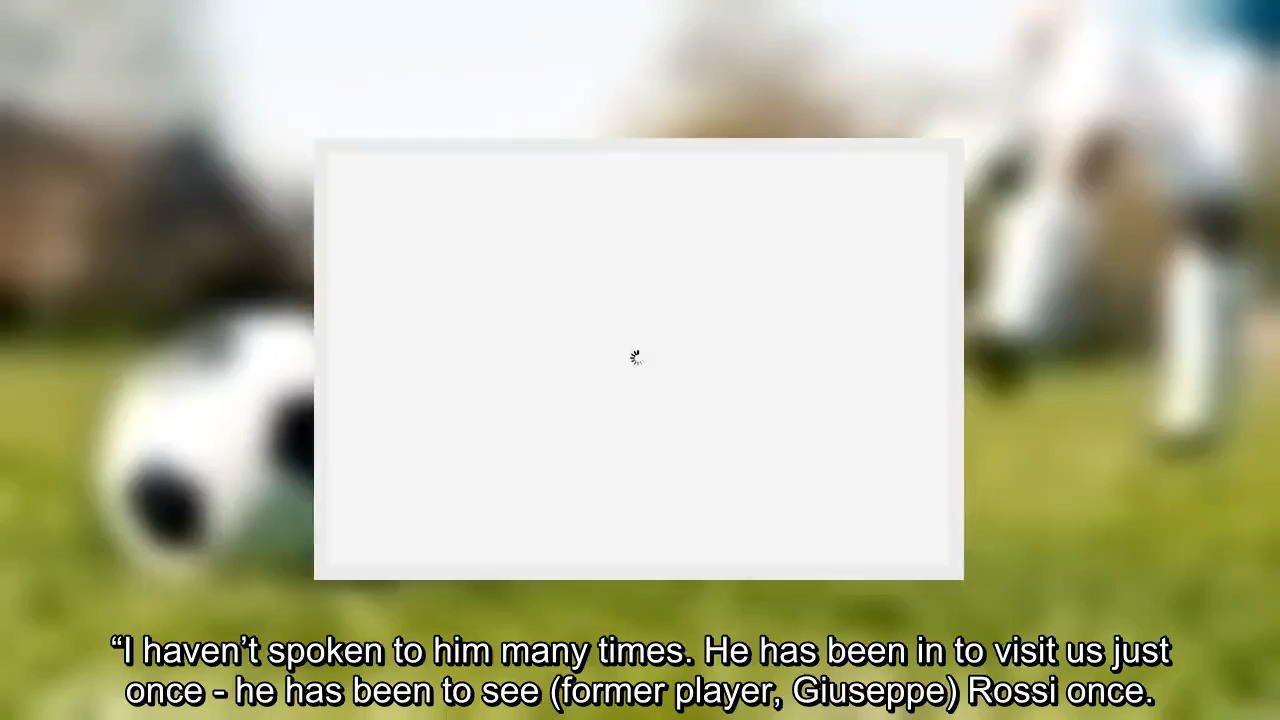 “I haven’t spoken to him many times. He has been in to visit us just
once - he has been to see (former player, Giuseppe) Rossi once.